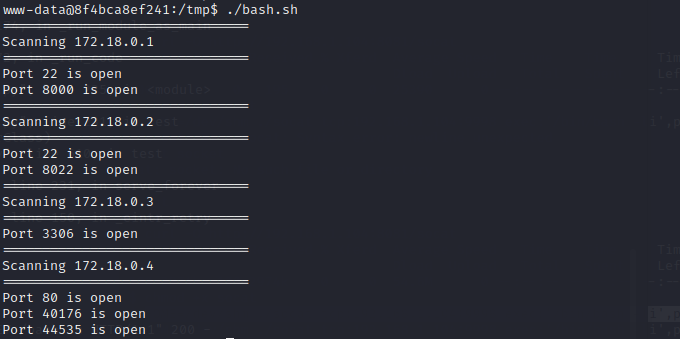 www-data@8f4bca8ef241:/tmp$ ./bash.sh
===============================
Scanning 172.18.0.1
===============================
Port 22 is open
Port 8000 is open
===============================
Scanning 172.18.0.2
===============================
Port 22 is open
Port 8022 is open
===============================
Scanning 172.18.0.3
===============================
Port 3306 is open
===============================
Scanning 172.18.0.4
===============================
Port 80 is open
Port 40176 is open
Port 44535 is open